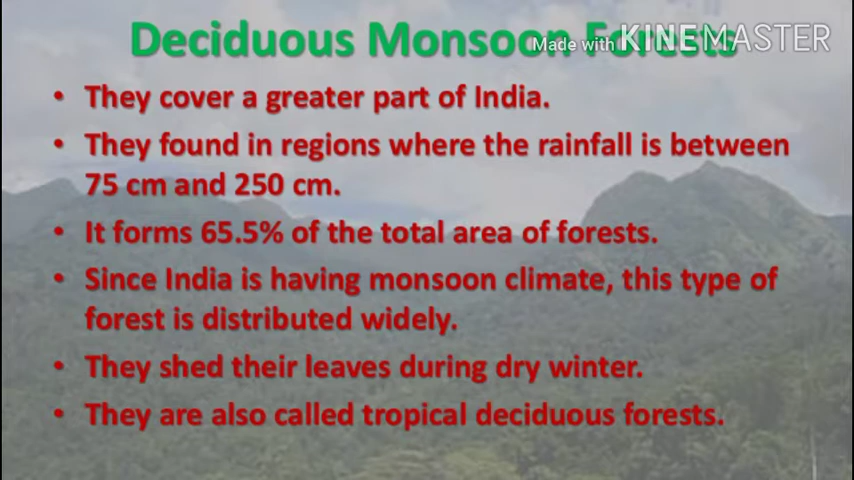 Deciduous Monsoon Forests
Made with KINEMASTER
• They cover a greater part of India.
• They found in regions where the rainfall is between
75 cm and 250 cm.
• It forms 65.5% of the total area of forests.
• Since India is having monsoon climate, this type of
forest is distributed widely.
• They shed their leaves during dry winter.
• They are also called tropical deciduous forests.